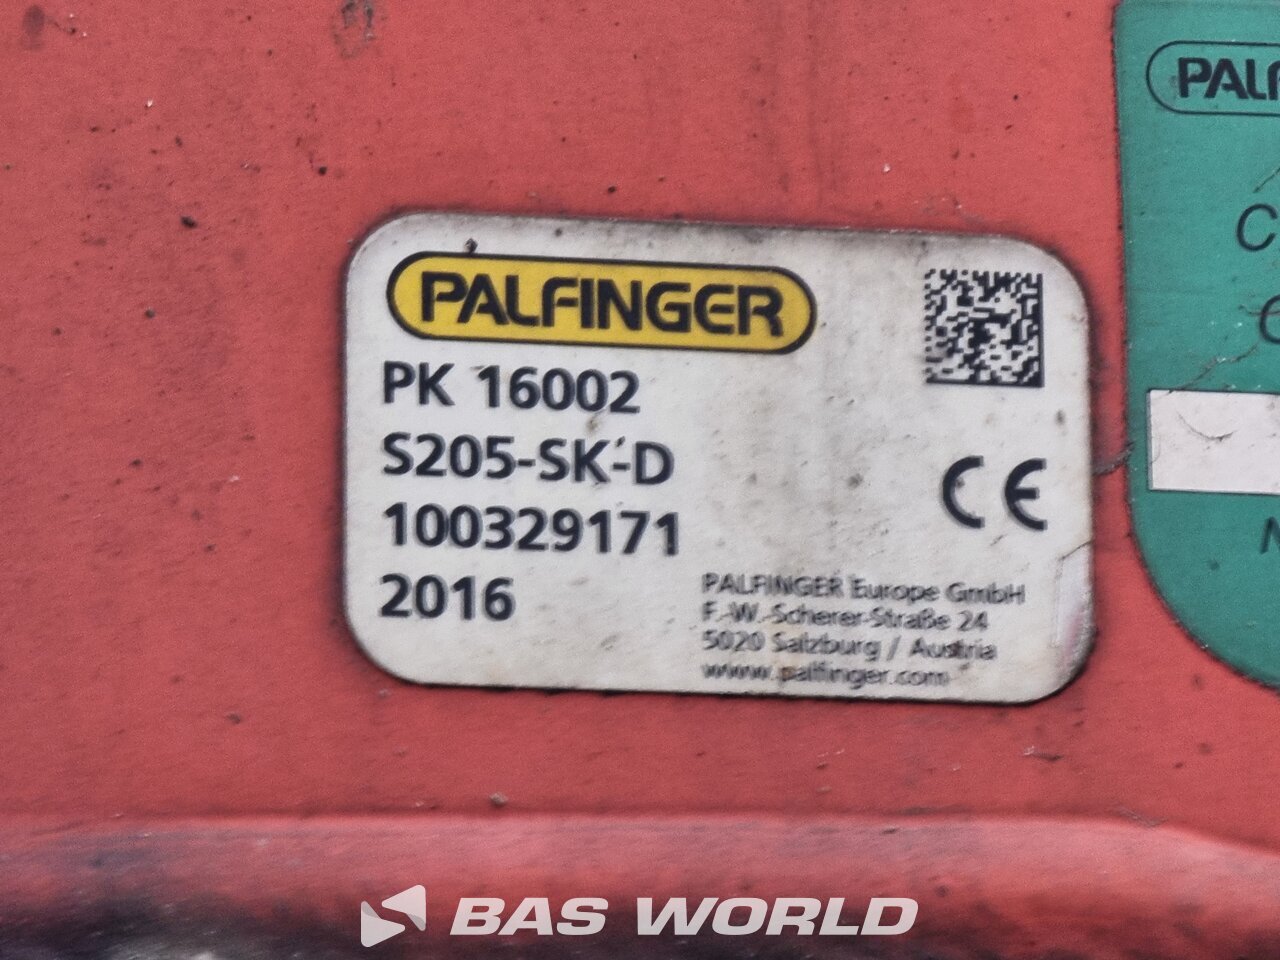 PALFINGER
PK 16002
S205-SK-D
100329171
2016
CE
PALFINGER Europe GmbH
F.-W.-Scherer-Straße 24
5020 Salzburg / Austria
www.palfinger.com
PALF
C
BAS WORLD